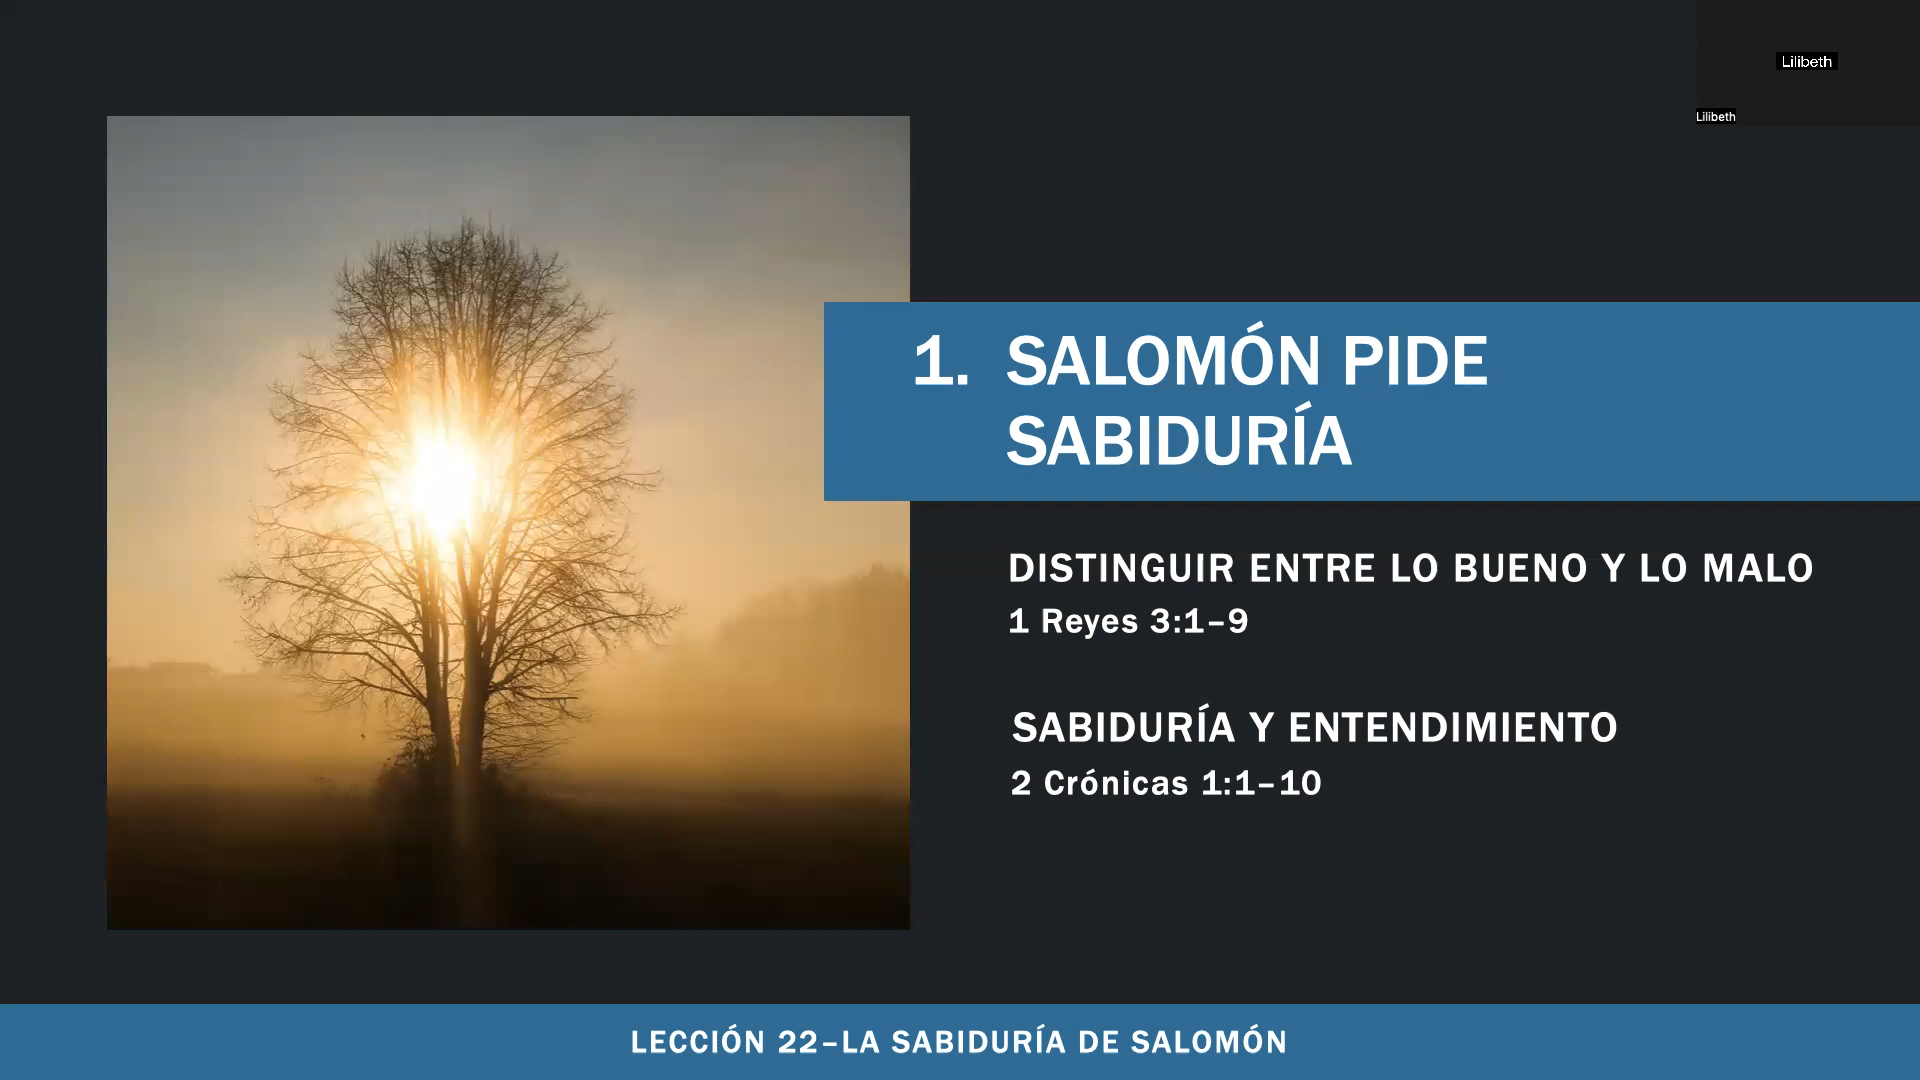 Lilibeth
Lilibeth
1. SALOMÓN PIDE
SABIDURÍA
DISTINGUIR ENTRE LO BUENO Y LO MALO
1 Reyes 3:1–9
SABIDURÍA Y ENTENDIMIENTO
2 Crónicas 1:1–10
LECCIÓN 22–LA SABIDURÍA DE SALOMÓN